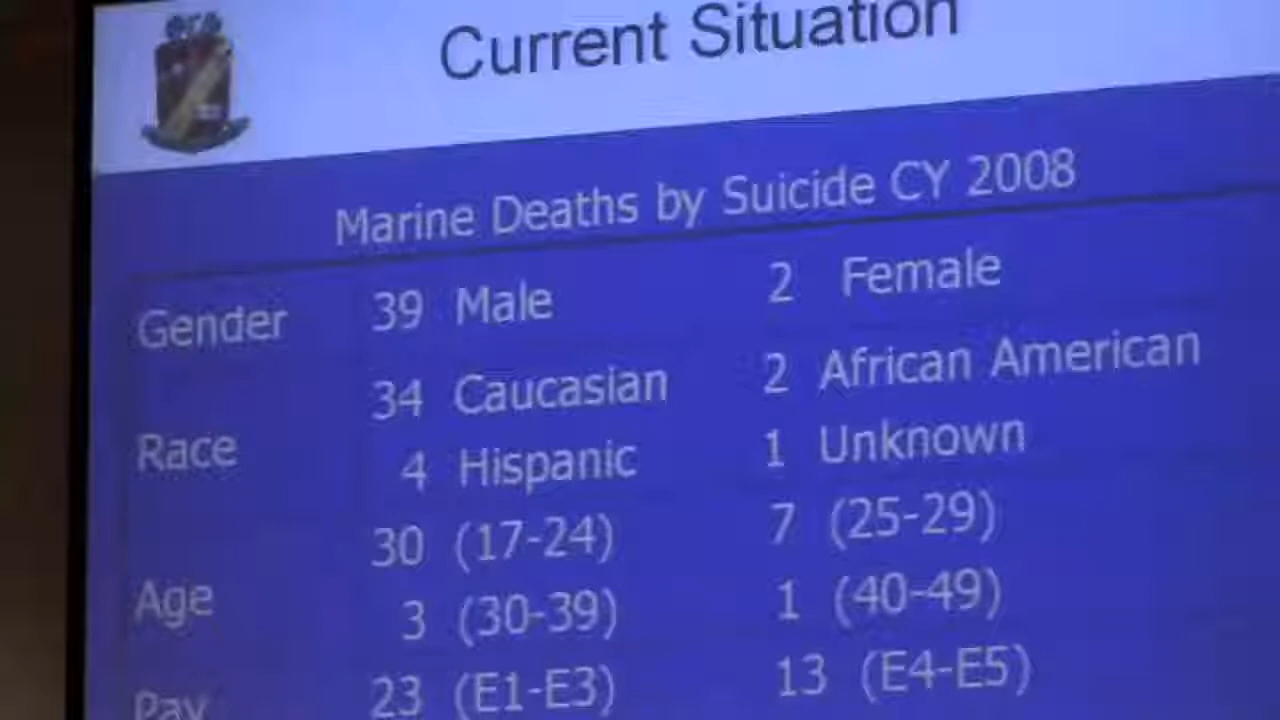 Current Situation
Marine Deaths by Suicide CY 2008
Gender 39 Male 2 Female
34 Caucasian 2 African American
Race
4 Hispanic 1 Unknown
30 (17-24) 7 (25-29)
Age
3 (30-39) 1 (40-49)
Pay 23 (E1-E3) 13 (E4-E5)